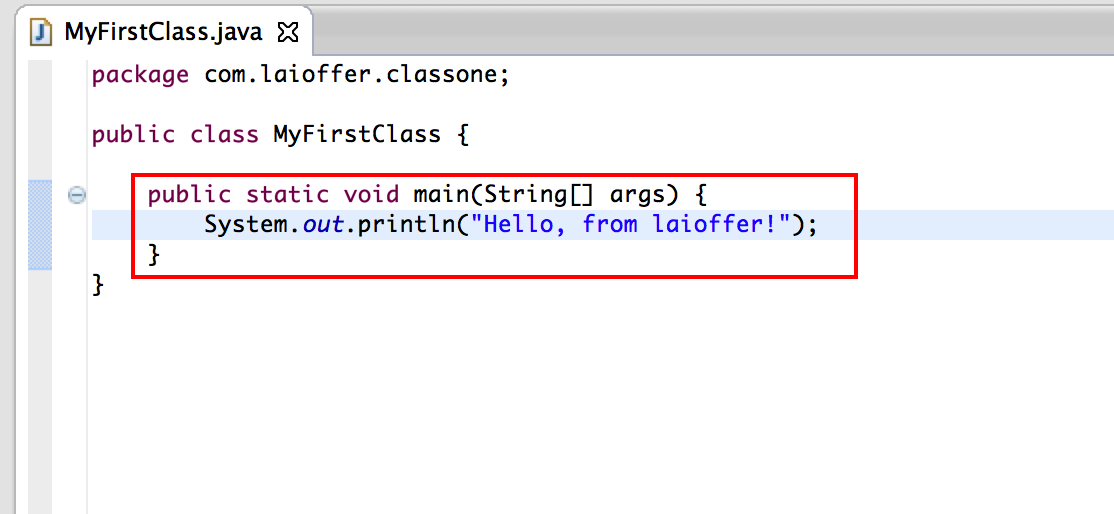 MyFirstClass.java
package com.laioffer.classone;
public class MyFirstClass {
public static void main(String[] args) {
System.out.println("Hello, from laioffer!");
}
}